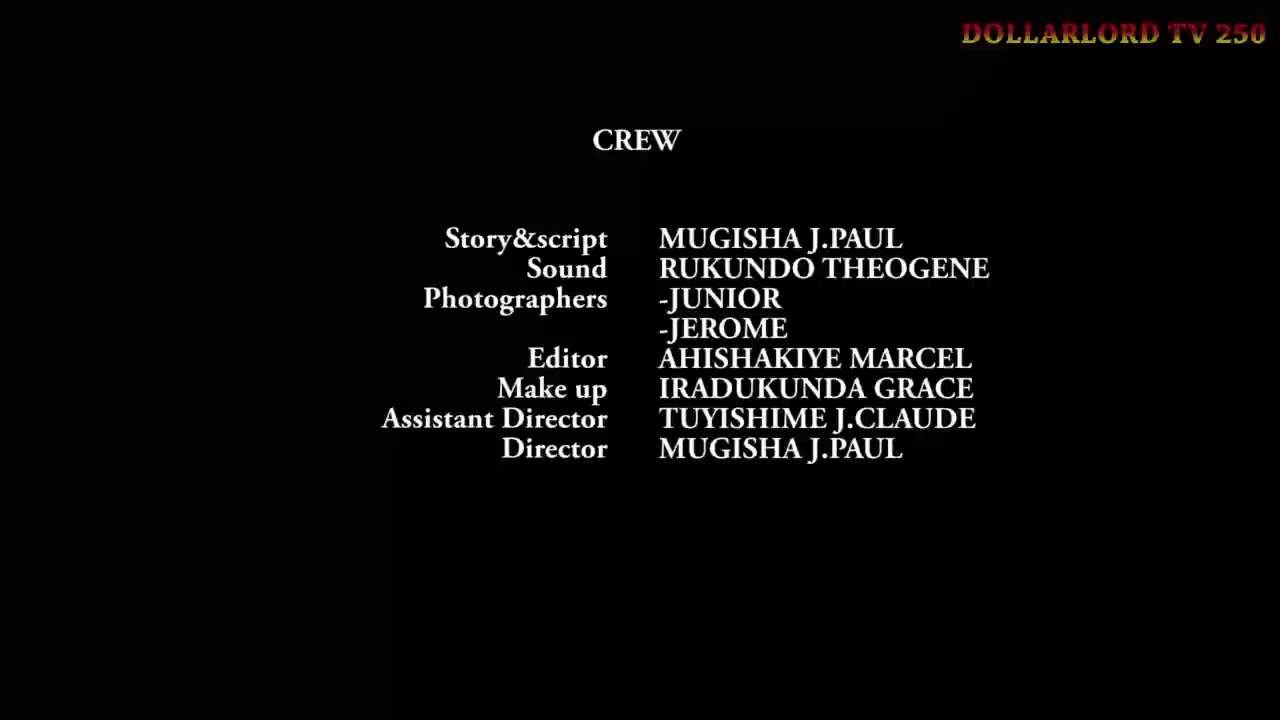 DOLLARLORD TV 250
CREW
Story&script MUGISHA J.PAUL
Sound RUKUNDO THEOGENE
Photographers -JUNIOR
-JEROME
Editor AHISHAKIYE MARCEL
Make up IRADUKUNDA GRACE
Assistant Director TUYISHIME J.CLAUDE
Director MUGISHA J.PAUL